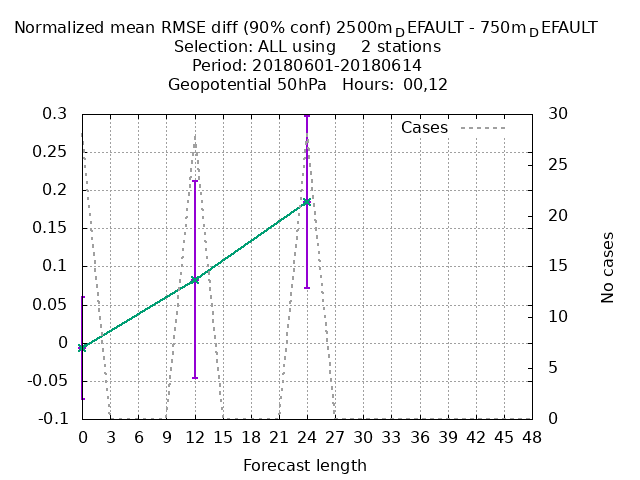 Normalized mean RMSE diff (90% conf) 2500m_DEFAULT - 750m_DEFAULT
Selection: ALL using     2 stations
Period: 20180601-20180614
Geopotential 50hPa   Hours:  00,12
Cases
0.3
0.25
0.2
0.15
0.1
0.05
0
-0.05
-0.1
30
25
20
15
10
5
0
No cases
0 3 6 9 12 15 18 21 24 27 30 33 36 39 42 45 48
Forecast length